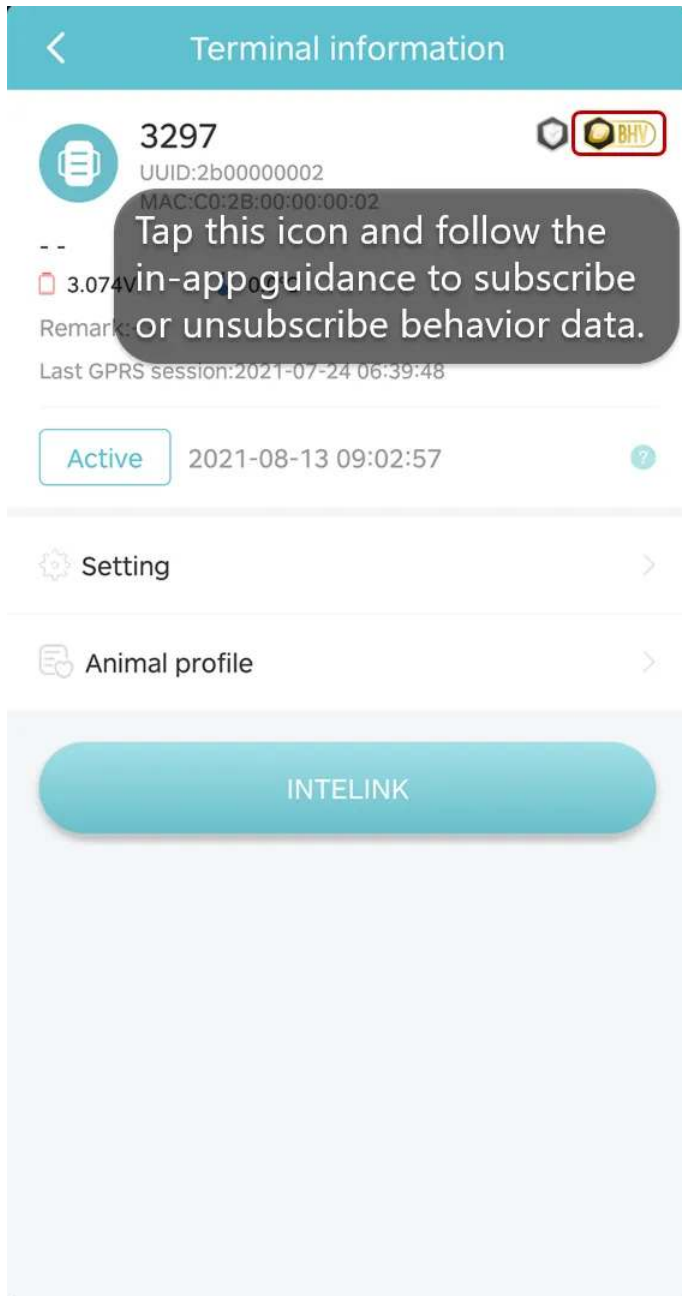 Terminal information
3297
BHV
UUID:2b00000002
MAC:C0:2B:00:00:00:02
Tap this icon and follow the
in-app guidance to subscribe
or unsubscribe behavior data.
- -
3.074V
Remark:
Last GPRS session:2021-07-24 06:39:48
Active
2021-08-13 09:02:57
?
Setting
Animal profile
INTELINK